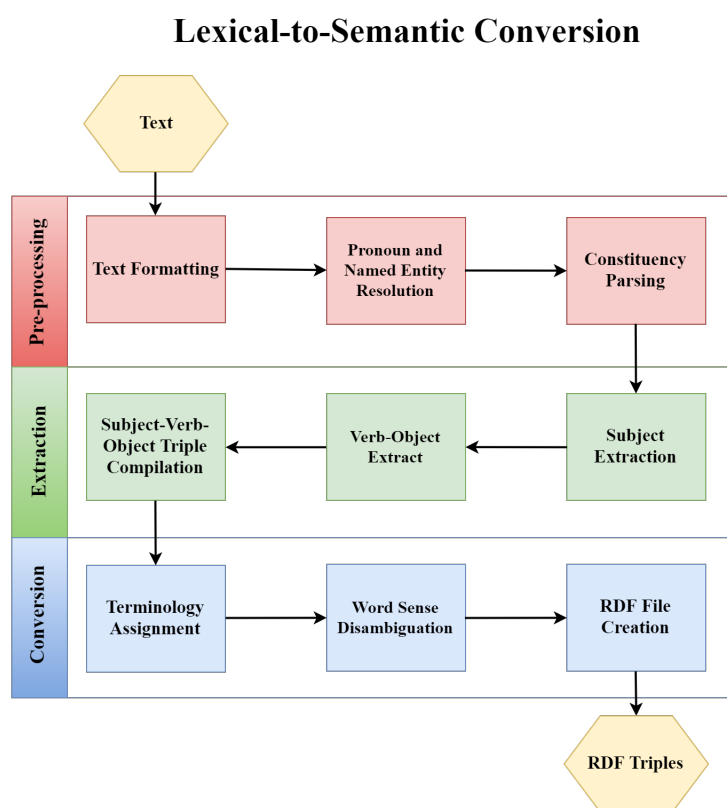 Lexical-to-Semantic Conversion
Text
Pre-processing
Text Formatting
Pronoun and
Named Entity
Resolution
Constituency
Parsing
Extraction
Subject-Verb-
Object Triple
Compilation
Verb-Object
Extract
Subject
Extraction
Conversion
Terminology
Assignment
Word Sense
Disambiguation
RDF File
Creation
RDF Triples